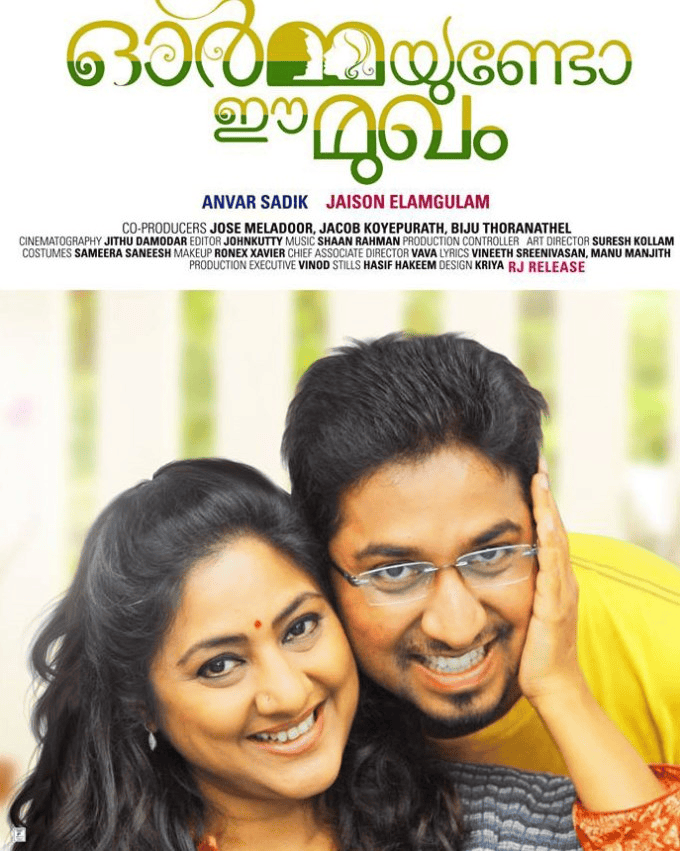 ഓർമ്മയുണ്ടോ
ഈ മുഖം
ANVAR SADIK JAISON ELAMGULAM
CO-PRODUCERS JOSE MELADOOR, JACOB KOYEPURATH, BIJU THORANATHEL
CINEMATOGRAPHY JITHU DAMODAR EDITOR JOHNKUTTY MUSIC SHAAN RAHMAN PRODUCTION CONTROLLER ART DIRECTOR SURESH KOLLAM
COSTUMES SAMEERA SANEESH MAKEUP RONEX XAVIER CHIEF ASSOCIATE DIRECTOR VAVA LYRICS VINEETH SREENIVASAN, MANU MANJITH
PRODUCTION EXECUTIVE VINOD STILLS HASIF HAKEEM DESIGN KRIYA RJ RELEASE